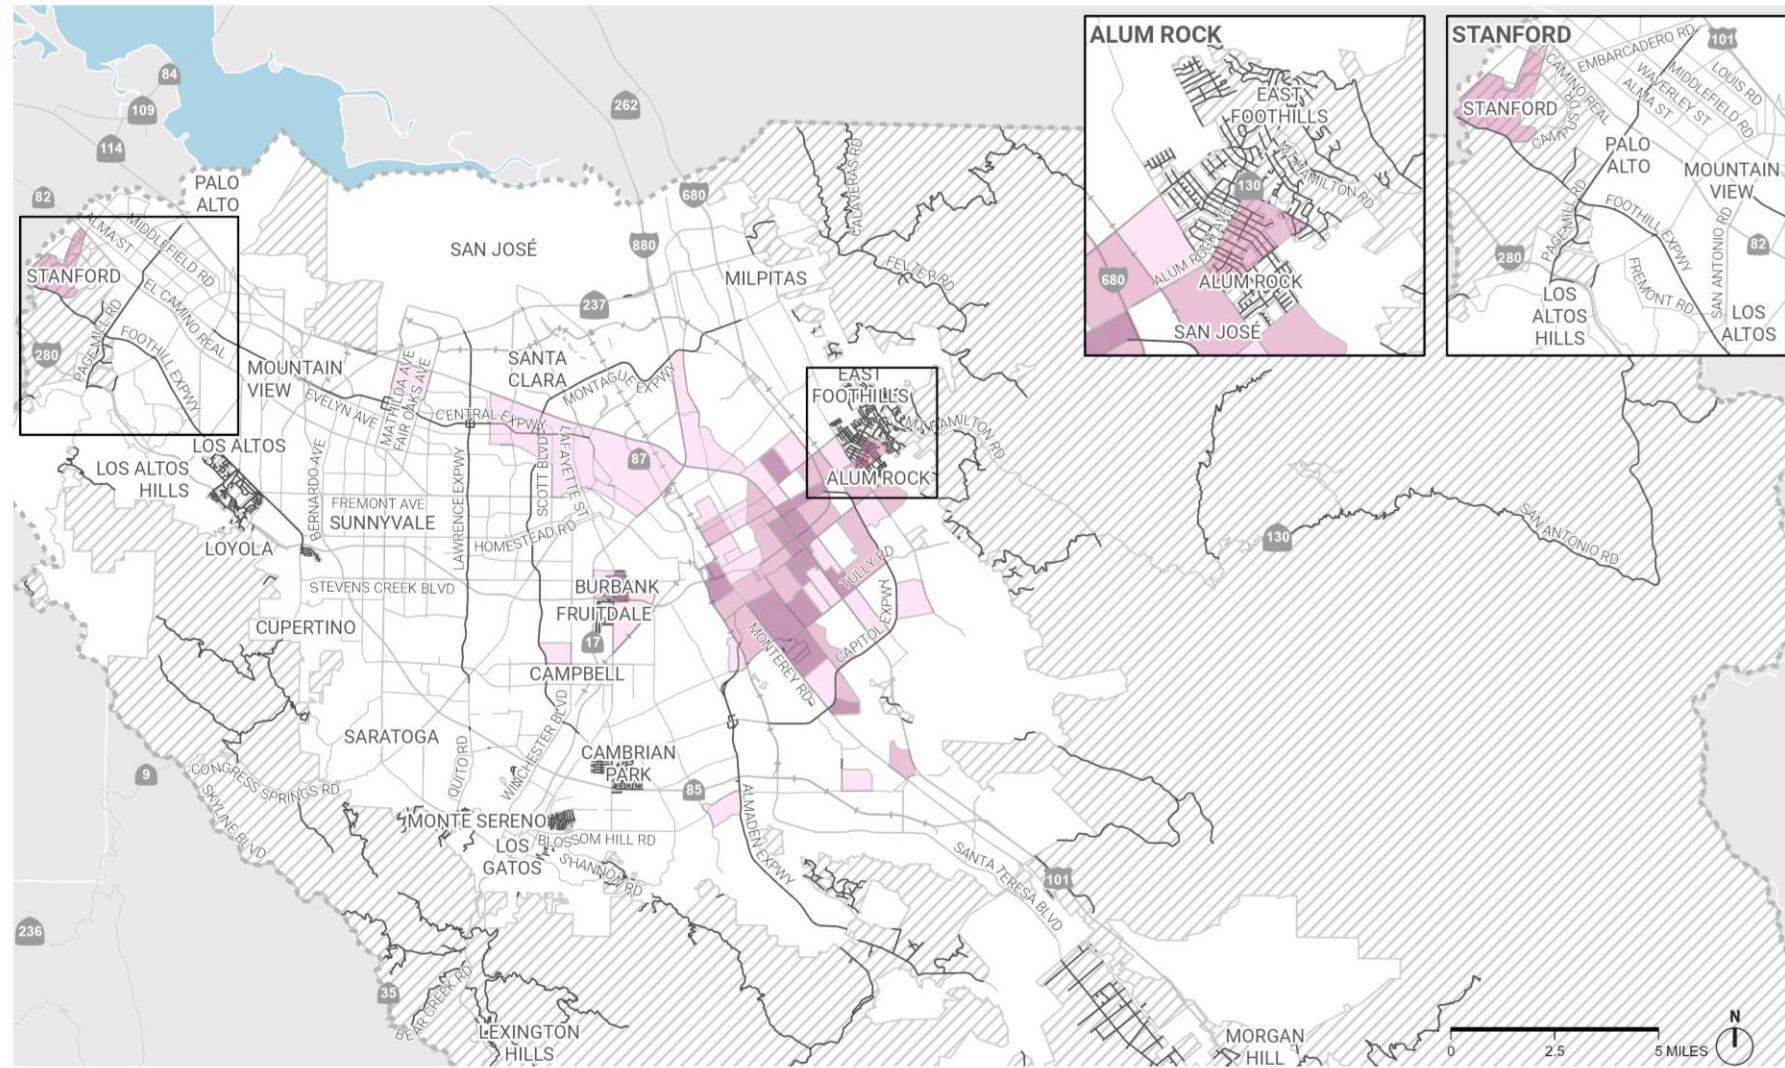 84
109
262
114
82
PALO
ALTO
680
CALAVERAS RD
ALMA ST
MIDDLEFIELD RD
SAN JOSÉ
880
MILPITAS
FELTER RD
STANFORD
237
EL CAMINO REAL
PAGE MILL RD
FOOTHILL EXPWY
280
MOUNTAIN
VIEW
SANTA
CLARA
MONTAGUE EXPWY
MATHILDA AVE
FAIR OAKS AVE
EVELYN AVE
CENTRAL EXPWY
EAST
FOOTHILLS
MT HAMILTON RD
ALUM ROCK
LOS ALTOS
LOS ALTOS
HILLS
BERNARDO AVE
LAWRENCE EXPWY
SCOTT BLVD
LAFAYETTE ST
87
FREMONT AVE
SUNNYVALE
HOMESTEAD RD
LOYOLA
130
SAN ANTONIO RD
STEVENS CREEK BLVD
BURBANK
FRUITDALE
TULLY RD
CAPITOL EXPWY
CUPERTINO
17
MONTEREY RD
CAMPBELL
SARATOGA
QUITO RD
WINCHESTER BLVD
CAMBRIAN
PARK
9
CONGRESS SPRINGS RD
SKYLINE BLVD
85
ALMADEN EXPWY
MONTE SERENO
BLOSSOM HILL RD
LOS
GATOS
SHANNON RD
SANTA TERESA BLVD
101
236
35
BEAR CREEK RD
LEXINGTON
HILLS
MORGAN
HILL
N
0 2.5 5 MILES
ALUM ROCK
EAST
FOOTHILLS
MT HAMILTON RD
130
ALUM ROCK AVE
680
ALUM ROCK
SAN JOSÉ
STANFORD
EMBARCADERO RD
101
EL CAMINO REAL
LOUIS RD
MIDDLEFIELD RD
WAVERLEY ST
ALMA ST
STANFORD
CAMPUS DR
PALO
ALTO
MOUNTAIN
VIEW
PAGE MILL RD
FOOTHILL EXPWY
SAN ANTONIO RD
82
280
FREMONT RD
LOS
ALTOS
HILLS
LOS
ALTOS